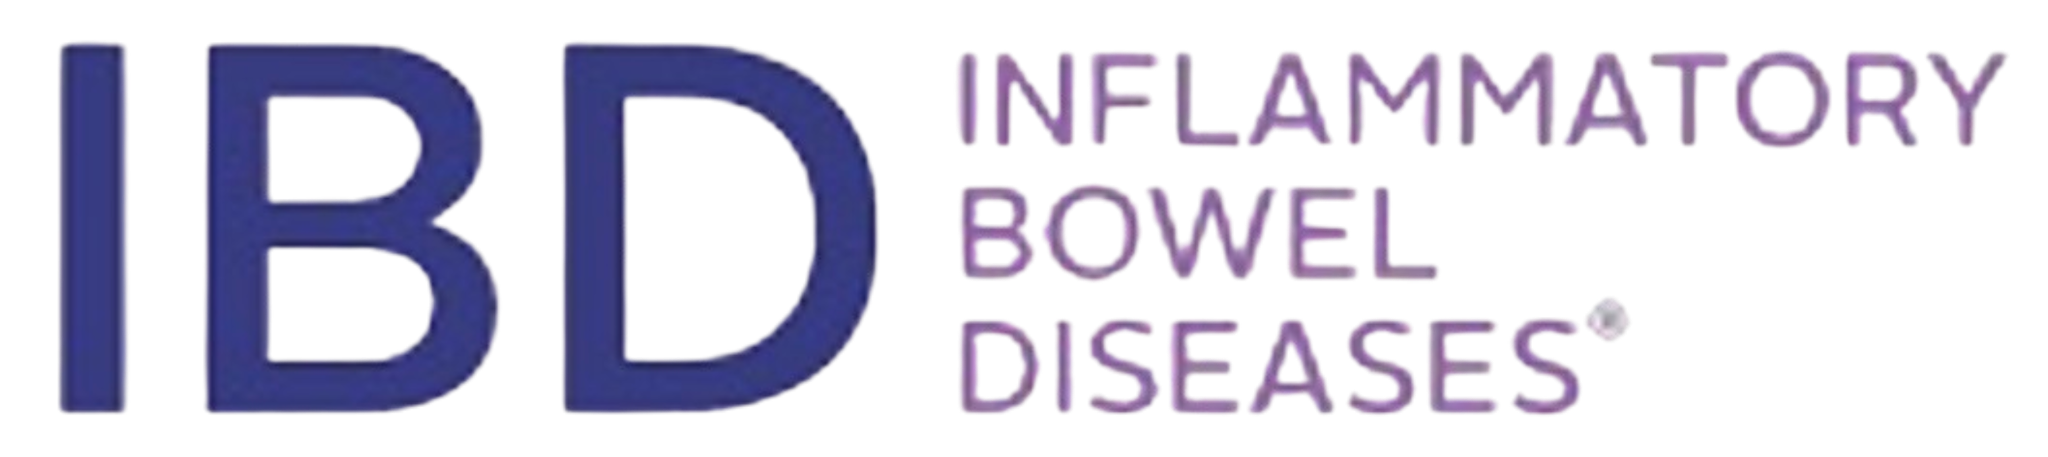 IBD
INFLAMMATORY
BOWEL
DISEASES®